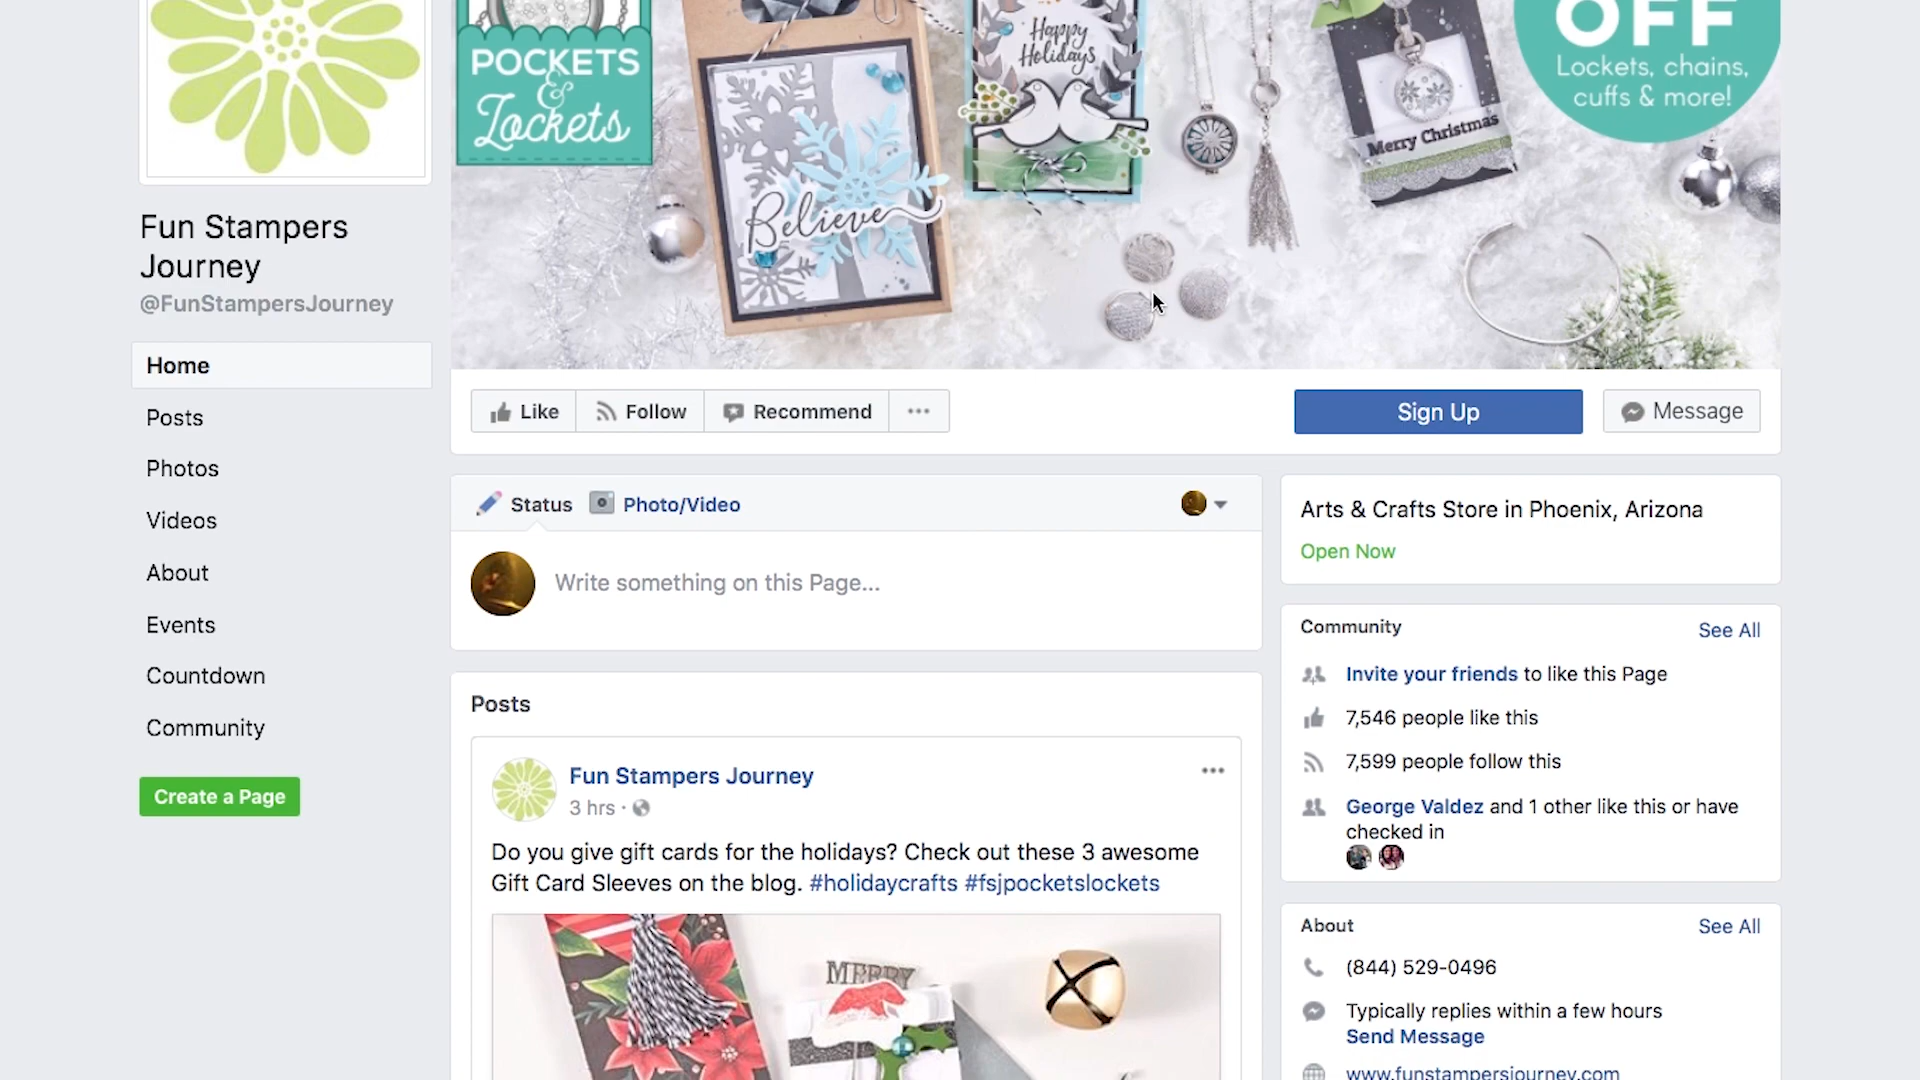 POCKETS
&
Lockets
Believe
Happy
Holidays
Merry Christmas
OFF
Lockets, chains,
cuffs & more!
Fun Stampers
Journey
@FunStampersJourney
Home
Posts
Photos
Videos
About
Events
Countdown
Community
Create a Page
Like
Follow
Recommend
Sign Up
Message
Status
Photo/Video
Write something on this Page...
Posts
Fun Stampers Journey
3 hrs
Do you give gift cards for the holidays? Check out these 3 awesome
Gift Card Sleeves on the blog. #holidaycrafts #fsjpocketslockets
MERRY
Arts & Crafts Store in Phoenix, Arizona
Open Now
Community
See All
Invite your friends to like this Page
7,546 people like this
7,599 people follow this
George Valdez and 1 other like this or have
checked in
About
See All
(844) 529-0496
Typically replies within a few hours
Send Message
www.funstampersjourney.com